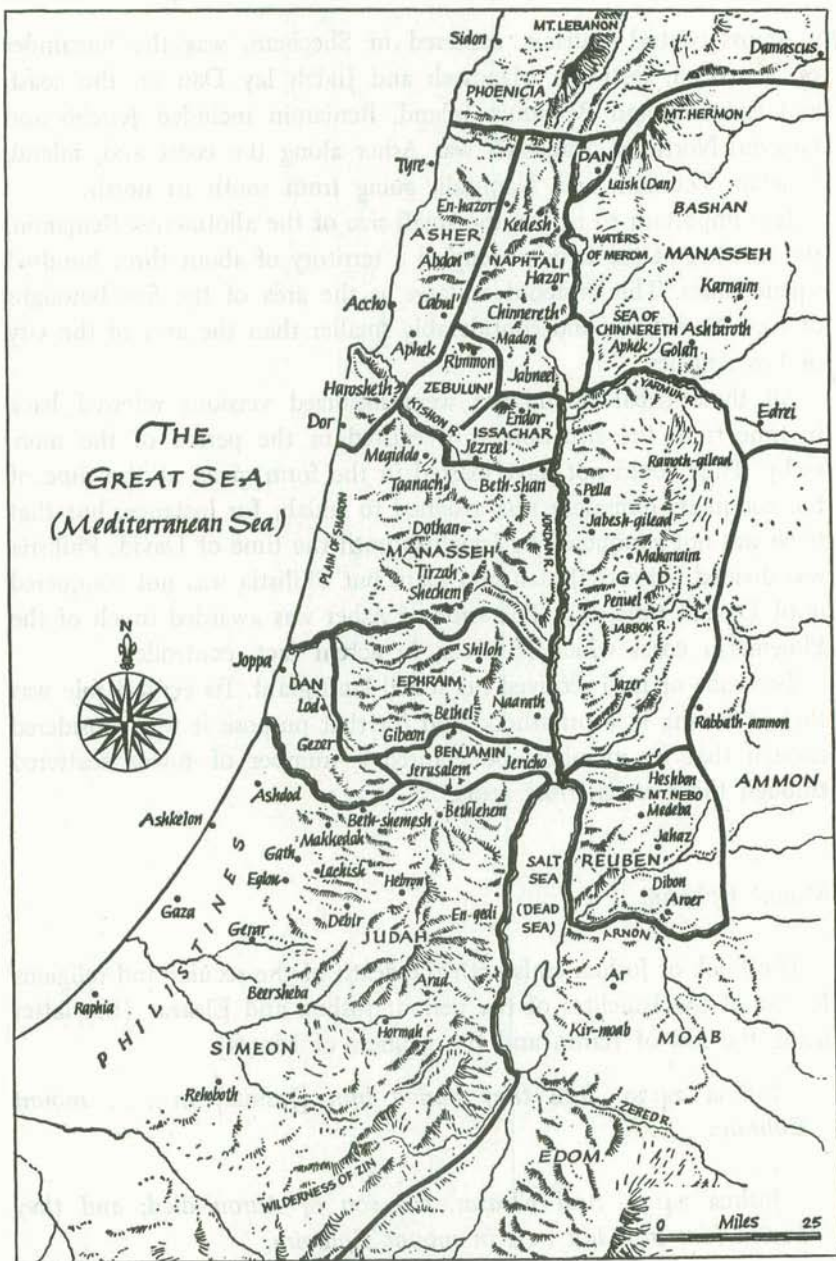 MT. LEBANON
Sidon
Damascus
PHOENICIA
MT. HERMON
DAN
Tyre
Laish (Dan)
BASHAN
En-hazor
Kedesh
ASHER
WATERS
OF MEROM
MANASSEH
Abdon
NAPHTALI
Hazor
Karnaim
Accho
Cabul
Chinnereth
SEA OF
CHINNERETH
Ashtaroth
Aphek
Madon
Aphek
Golan
Rimmon
Jabneel
Harosheth
ZEBULUN
YARMUK R.
Dor
KISHON R.
Endor
Edrei
ISSACHAR
THE
GREAT SEA
(Mediterranean Sea)
Jezreel
Megiddo
Ramoth-gilead
Taanach
Beth-shan
Pella
PLAIN OF SHARON
Dothan
JORDAN R.
Jabesh-gilead
MANASSEH
Mahanaim
Tirzah
GAD
Shechem
Penuel
JABBOK R.
Joppa
Shiloh
DAN
EPHRAIM
Lod
Naarath
Jazer
Bethel
Rabbath-ammon
Gezer
Gibeon
BENJAMIN
Jericho
Jerusalem
Heshbon
AMMON
Ashdod
MT. NEBO
Ashkelon
Beth-shemesh
Bethlehem
Medeba
Makkedah
Jahaz
Gath
SALT
SEA
(DEAD
SEA)
REUBEN
Eglon
Lachish
Hebron
Dibon
Gaza
Debir
En-gedi
Aroer
Gerar
JUDAH
ARNON R.
Beersheba
Arad
Ar
Raphia
PHILISTINES
Hormah
Kir-moab
MOAB
SIMEON
Rehoboth
ZERED R.
WILDERNESS OF ZIN
EDOM
0 Miles 25